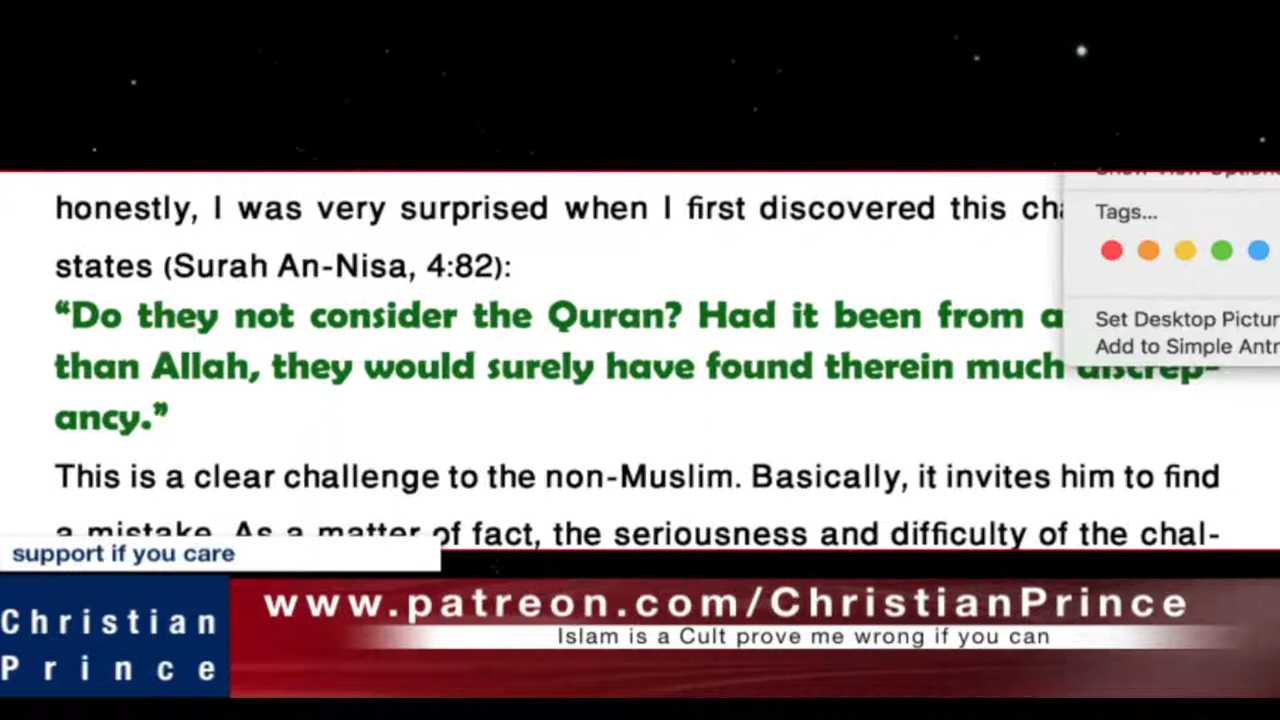 honestly, I was very surprised when I first discovered this
states (Surah An-Nisa, 4:82):
“Do they not consider the Quran? Had it been from a
than Allah, they would surely have found therein much discrep-
ancy.”
This is a clear challenge to the non-Muslim. Basically, it invites him to find
a mistake. As a matter of fact, the seriousness and difficulty of the chal-
Tags...
Set Desktop Pictur
Add to Simple Antr
support if you care
Christian
Prince
www.patreon.com/ChristianPrince
Islam is a Cult prove me wrong if you can